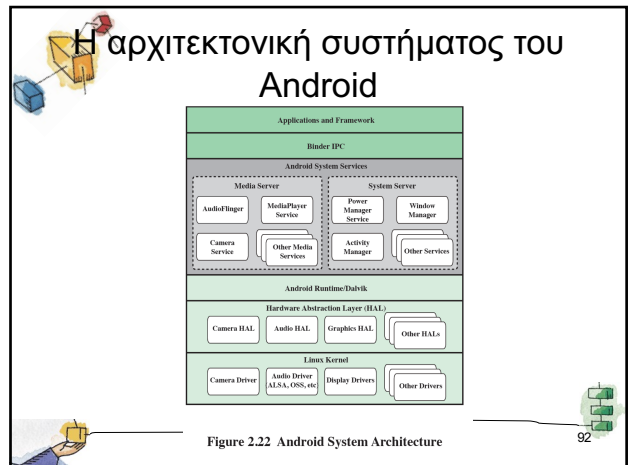 Η αρχιτεκτονική συστήματος του
Android
Applications and Framework
Binder IPC
Android System Services
Media Server
System Server
AudioFlinger
MediaPlayer
Service
Power
Manager
Service
Window
Manager
Camera
Service
Other Media
Services
Activity
Manager
Other Services
Android Runtime/Dalvik
Hardware Abstraction Layer (HAL)
Camera HAL
Audio HAL
Graphics HAL
Other HALs
Linux Kernel
Camera Driver
Audio Driver
(ALSA, OSS, etc)
Display Drivers
Other Drivers
Figure 2.22 Android System Architecture
92